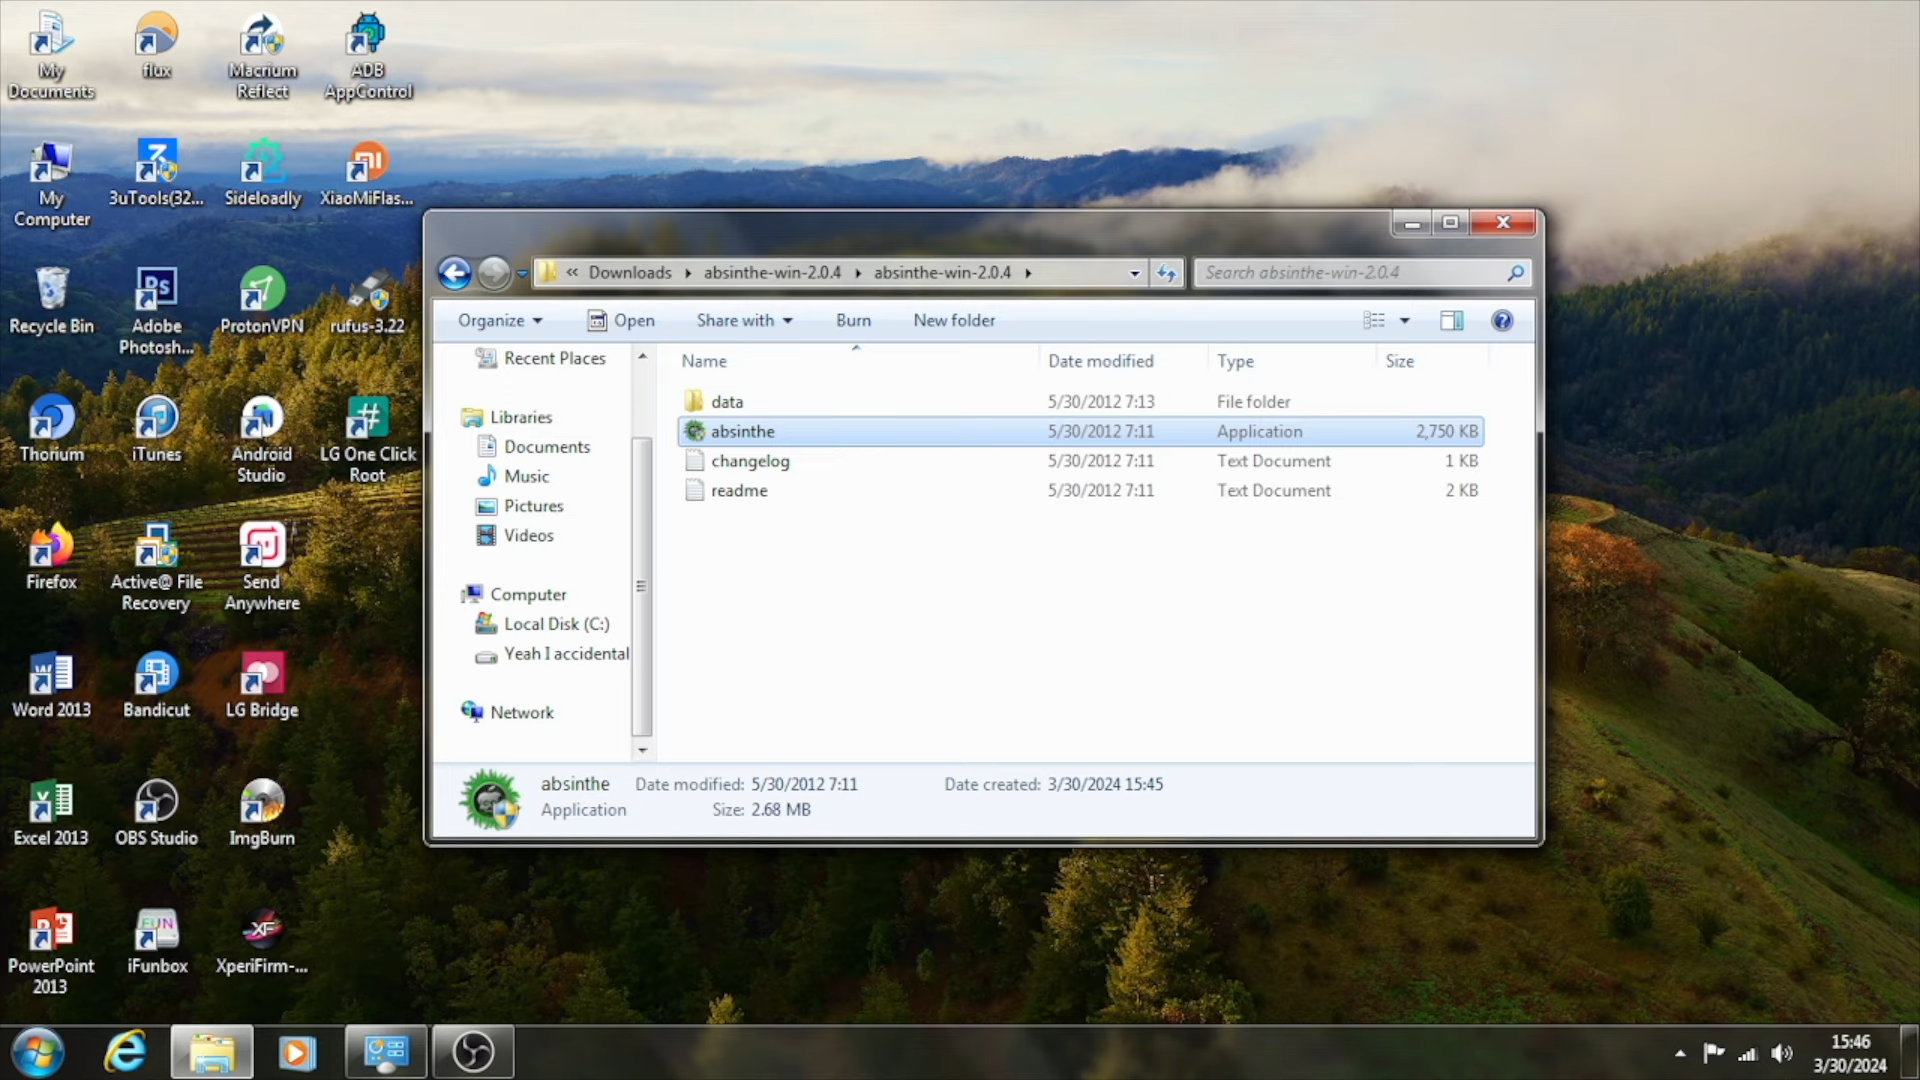 My
Documents
flux
Macrium
Reflect
ADB
AppControl
My
Computer
3uTools(32...
Sideloadly
XiaoMiFlas...
Recycle Bin
Adobe
Photosh...
ProtonVPN
rufus-3.22
Thorium
iTunes
Android
Studio
LG One Click
Root
Firefox
Active@ File
Recovery
Send
Anywhere
Word 2013
Bandicut
LG Bridge
Excel 2013
OBS Studio
ImgBurn
PowerPoint
2013
iFunbox
XperiFirm-...
« Downloads ▸ absinthe-win-2.0.4 ▸ absinthe-win-2.0.4 ▸
Search absinthe-win-2.0.4
Organize Open Share with Burn New folder
Recent Places
Libraries
Documents
Music
Pictures
Videos
Computer
Local Disk (C:)
Yeah I accidental
Network
Name Date modified Type Size
data 5/30/2012 7:13 File folder
absinthe 5/30/2012 7:11 Application 2,750 KB
changelog 5/30/2012 7:11 Text Document 1 KB
readme 5/30/2012 7:11 Text Document 2 KB
absinthe Date modified: 5/30/2012 7:11 Date created: 3/30/2024 15:45
Application Size: 2.68 MB
15:46
3/30/2024